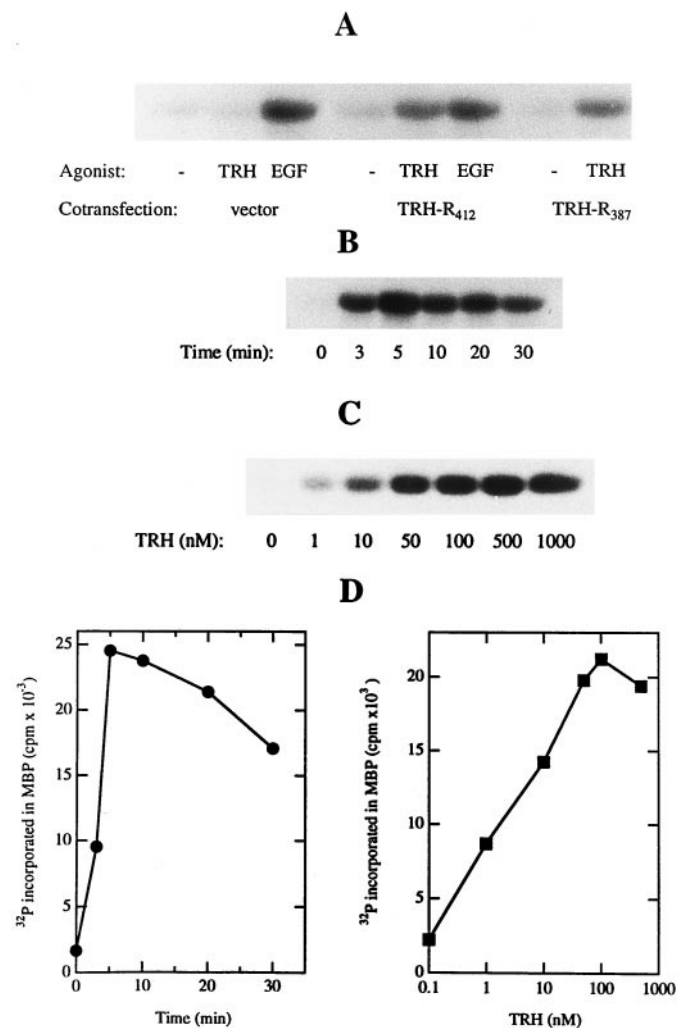 A
Agonist: - TRH EGF - TRH EGF - TRH
Cotransfection: vector TRH-R412 TRH-R387
B
Time (min): 0 3 5 10 20 30
C
TRH (nM): 0 1 10 50 100 500 1000
D
25
20
15
10
5
0
32P incorporated in MBP (cpm x 10-3)
0 10 20 30
Time (min)
20
15
10
5
0
32P incorporated in MBP (cpm x103)
0.1 1 10 100 1000
TRH (nM)